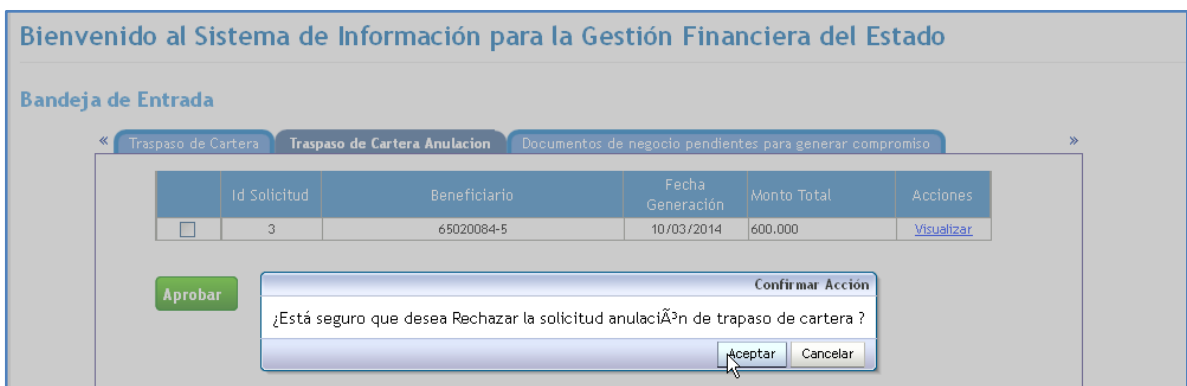 Bienvenido al Sistema de Información para la Gestión Financiera del Estado
Bandeja de Entrada
« Traspaso de Cartera Traspaso de Cartera Anulacion Documentos de negocio pendientes para generar compromiso »
Id Solicitud Beneficiario Fecha Generación Monto Total Acciones
3 65020084-5 10/03/2014 600.000 Visualizar
Aprobar
Confirmar Acción
¿Está seguro que desea Rechazar la solicitud anulaciÃ³n de trapaso de cartera ?
Aceptar Cancelar